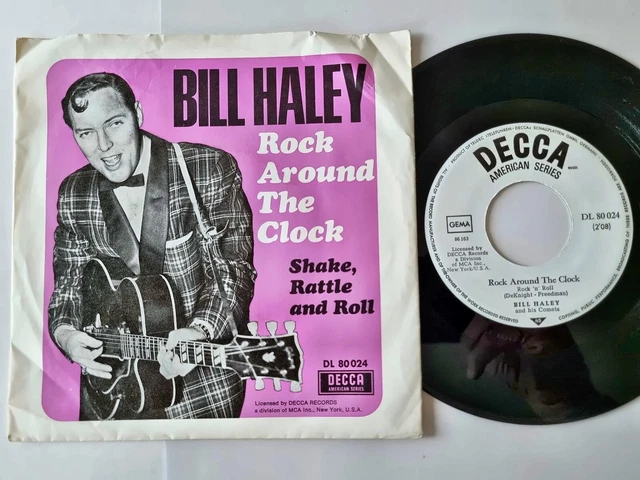 BILL HALEY
Rock
Around
The
Clock
Shake,
Rattle
and Roll
DL 80 024
DECCA
AMERICAN SERIES
Licensed by DECCA RECORDS
a division of MCA Inc., New York, U.S.A.
DECCA
AMERICAN SERIES
DL 80 024
(2'08)
GEMA
Licensed by
DECCA Records
a Division
of MCA Inc.,
New York/U.S.A.
Rock Around The Clock
Rock 'n' Roll
(DeKnight - Freedman)
BILL HALEY
and his Comets